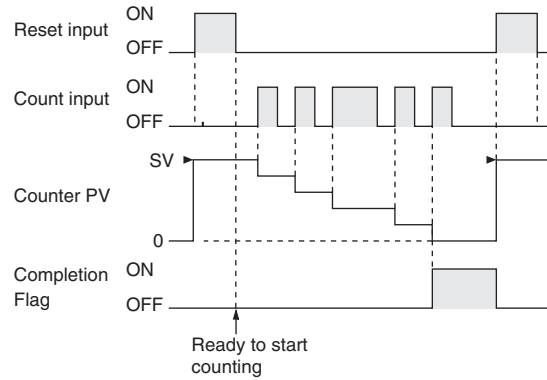 Reset input
ON
OFF
Count input
ON
OFF
Counter PV
SV
0
Completion
Flag
ON
OFF
Ready to start
counting